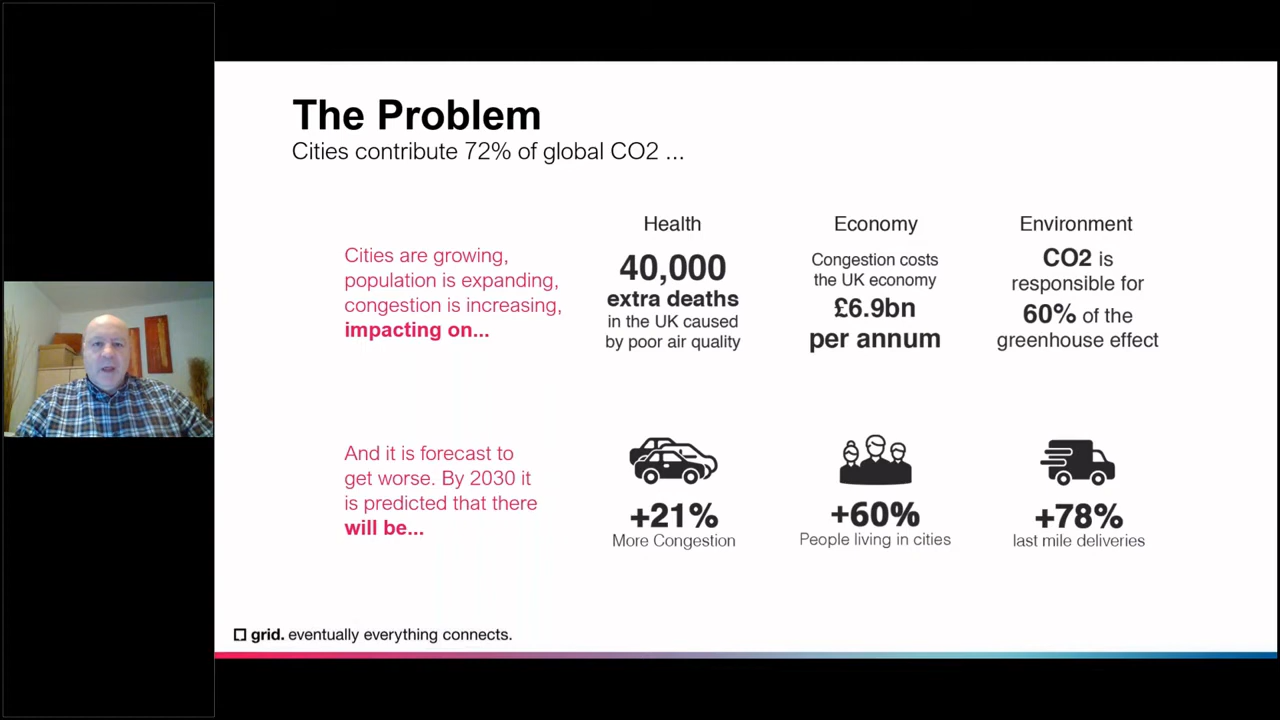 The Problem
Cities contribute 72% of global CO2 ...
Cities are growing,
population is expanding,
congestion is increasing,
impacting on...
Health
40,000
extra deaths
in the UK caused
by poor air quality
Economy
Congestion costs
the UK economy
£6.9bn
per annum
Environment
CO2 is
responsible for
60% of the
greenhouse effect
And it is forecast to
get worse. By 2030 it
is predicted that there
will be...
+21%
More Congestion
+60%
People living in cities
+78%
last mile deliveries
grid. eventually everything connects.